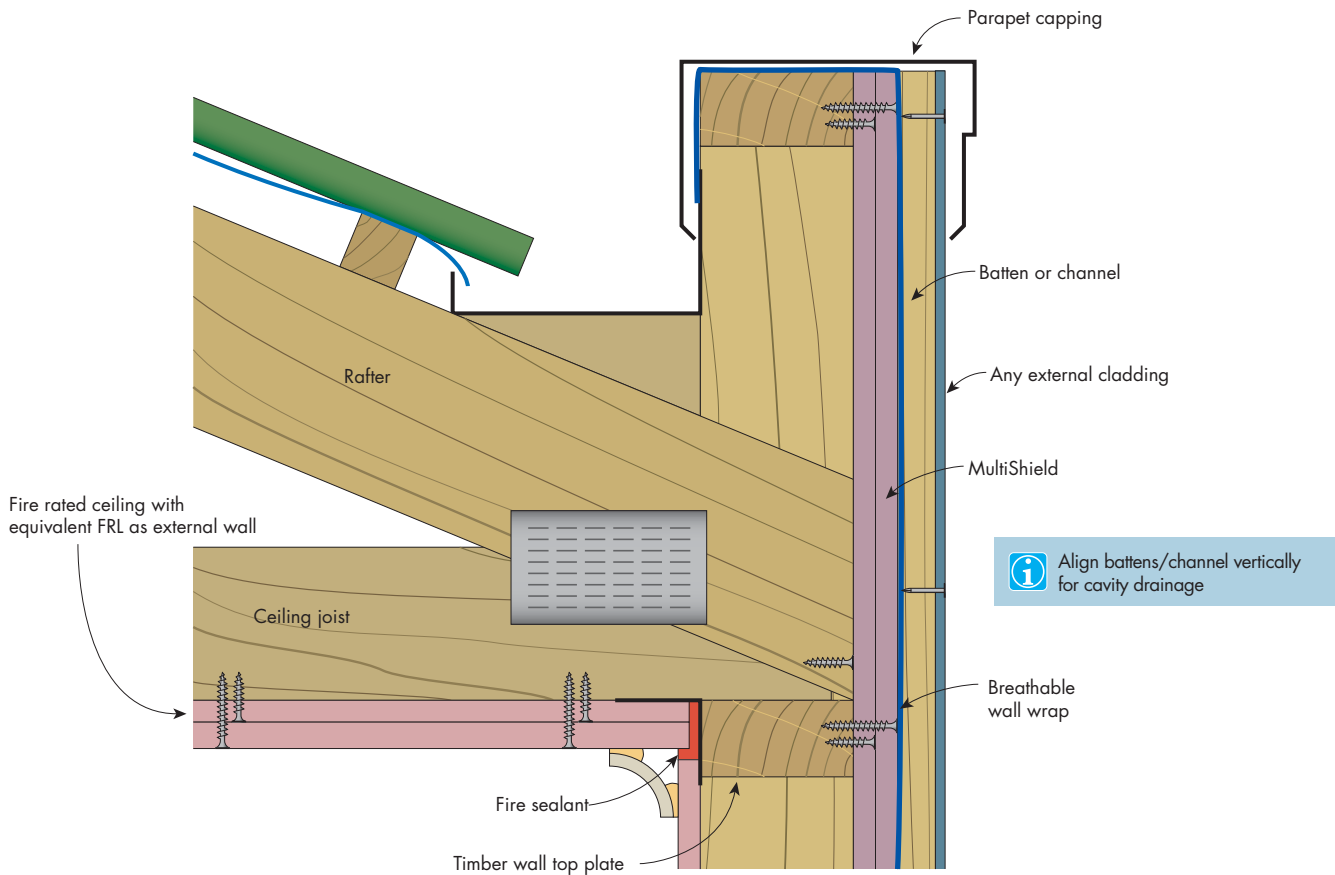 Parapet capping
Batten or channel
Rafter
Any external cladding
MultiShield
Fire rated ceiling with
equivalent FRL as external wall
Align battens/channel vertically
for cavity drainage
Ceiling joist
Breathable
wall wrap
Fire sealant
Timber wall top plate